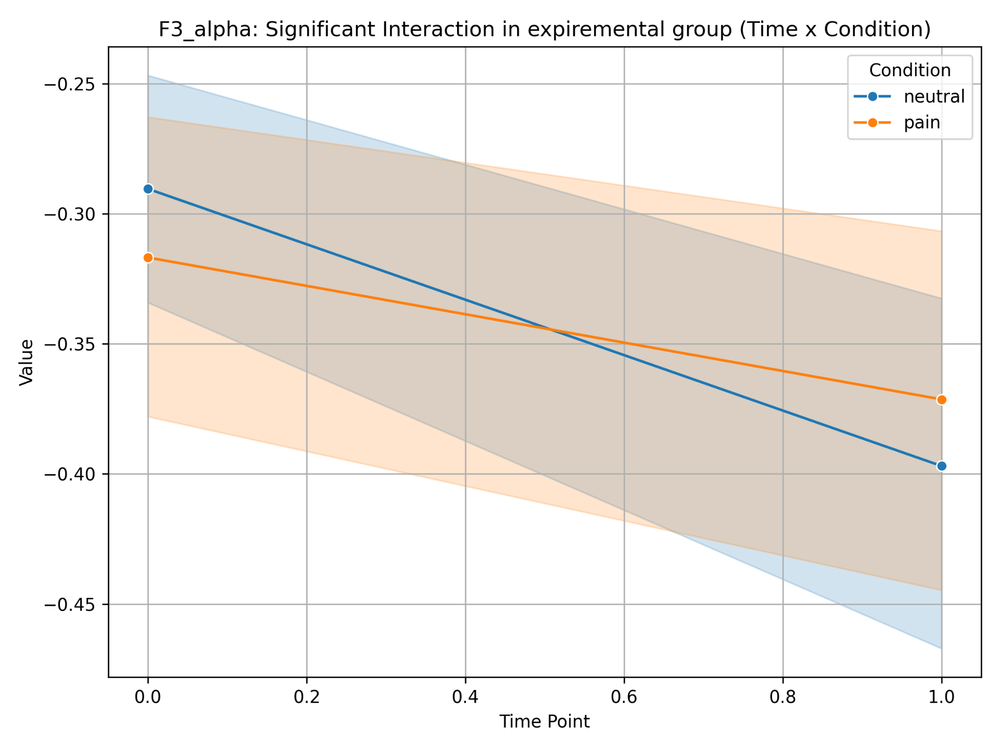 F3_alpha: Significant Interaction in expiremental group (Time x Condition)
Condition
neutral
pain
Value
−0.25
−0.30
−0.35
−0.40
−0.45
0.0 0.2 0.4 0.6 0.8 1.0
Time Point